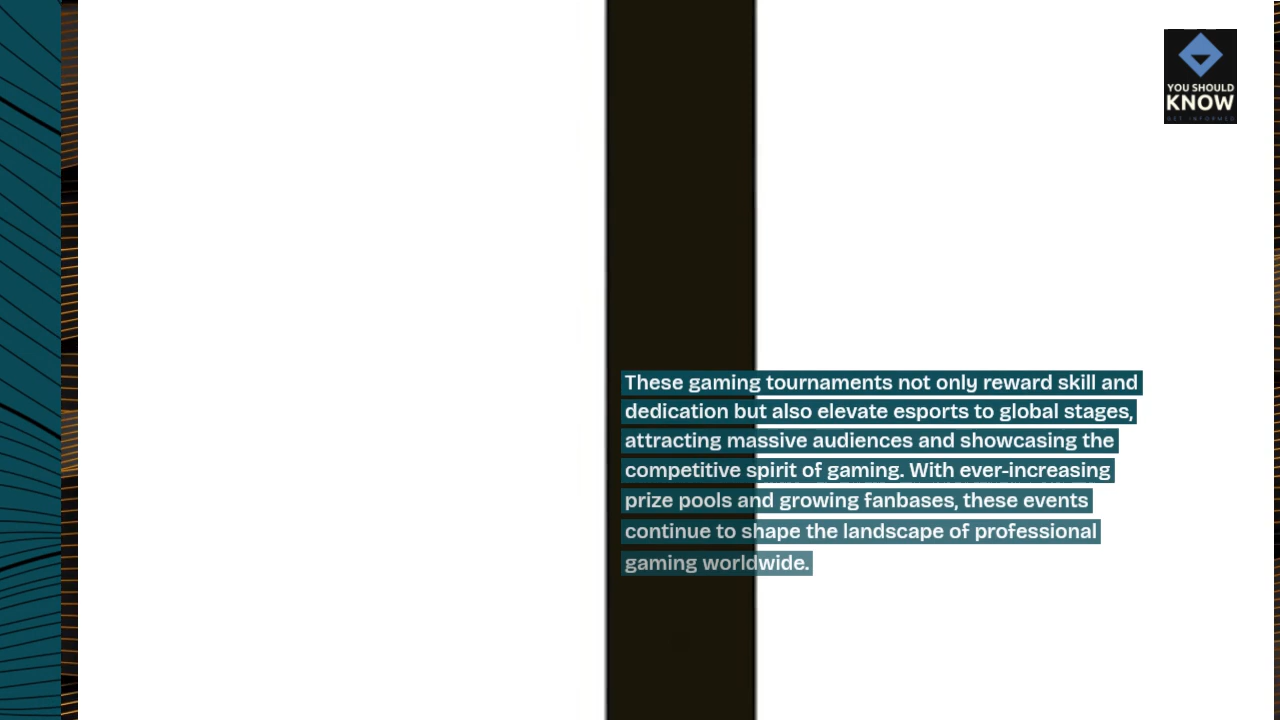 YOU SHOULD
KNOW
GET INFORMED
These gaming tournaments not only reward skill and
dedication but also elevate esports to global stages,
attracting massive audiences and showcasing the
competitive spirit of gaming. With ever-increasing
prize pools and growing fanbases, these events
continue to shape the landscape of professional
gaming worldwide.